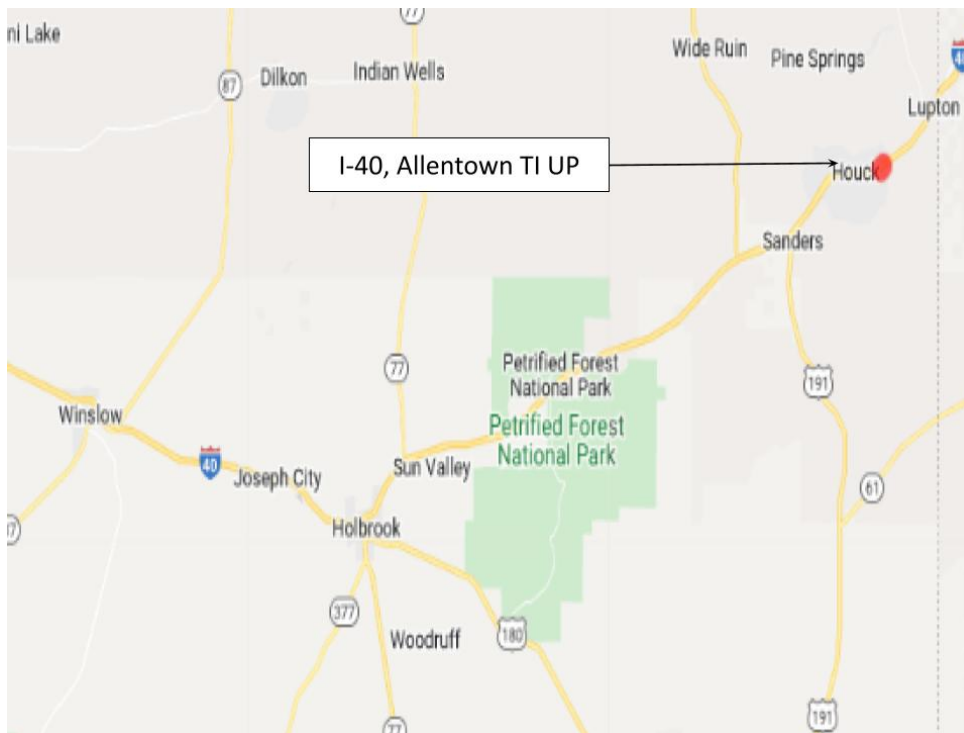 77
ni Lake
Wide Ruin
Pine Springs
Indian Wells
Dilkon
87
40
Lupton
I-40, Allentown TI UP
Houck
Sanders
Petrified Forest
National Park
77
191
Winslow
Petrified Forest
National Park
40
Joseph City
Sun Valley
61
Holbrook
377
Woodruff
180
191
77